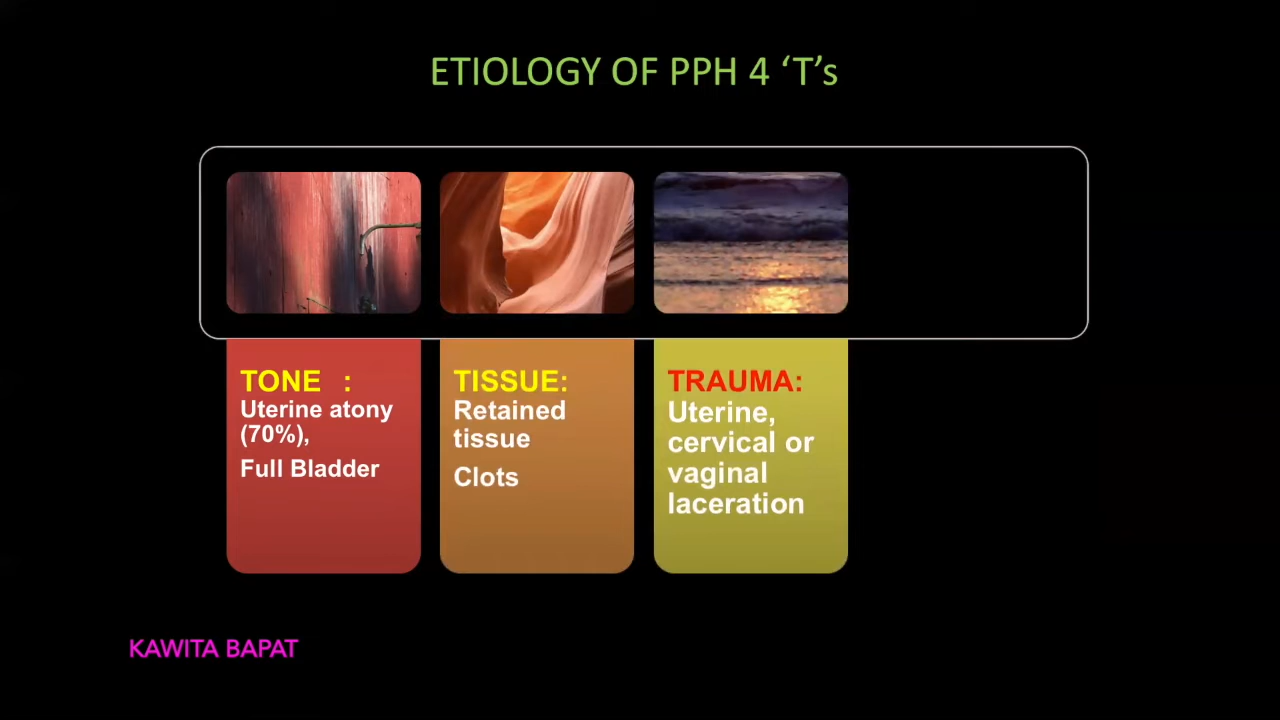 ETIOLOGY OF PPH 4 ‘T’s
TONE :
Uterine atony
(70%),
Full Bladder
TISSUE:
Retained
tissue
Clots
TRAUMA:
Uterine,
cervical or
vaginal
laceration
KAWITA BAPAT